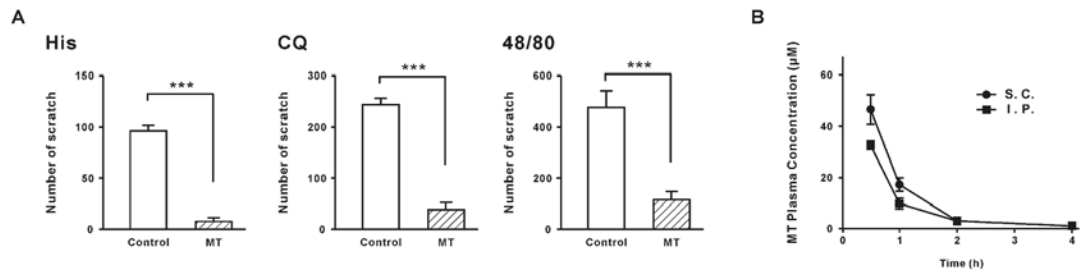 A
B
His
CQ
48/80
Number of scratch
150
100
50
0
***
Control
MT
Number of scratch
300
200
100
0
***
Control
MT
Number of scratch
600
400
200
0
***
Control
MT
MT Plasma Concentration (μM)
60
40
20
0
S. C.
I. P.
0
1
2
3
4
Time (h)